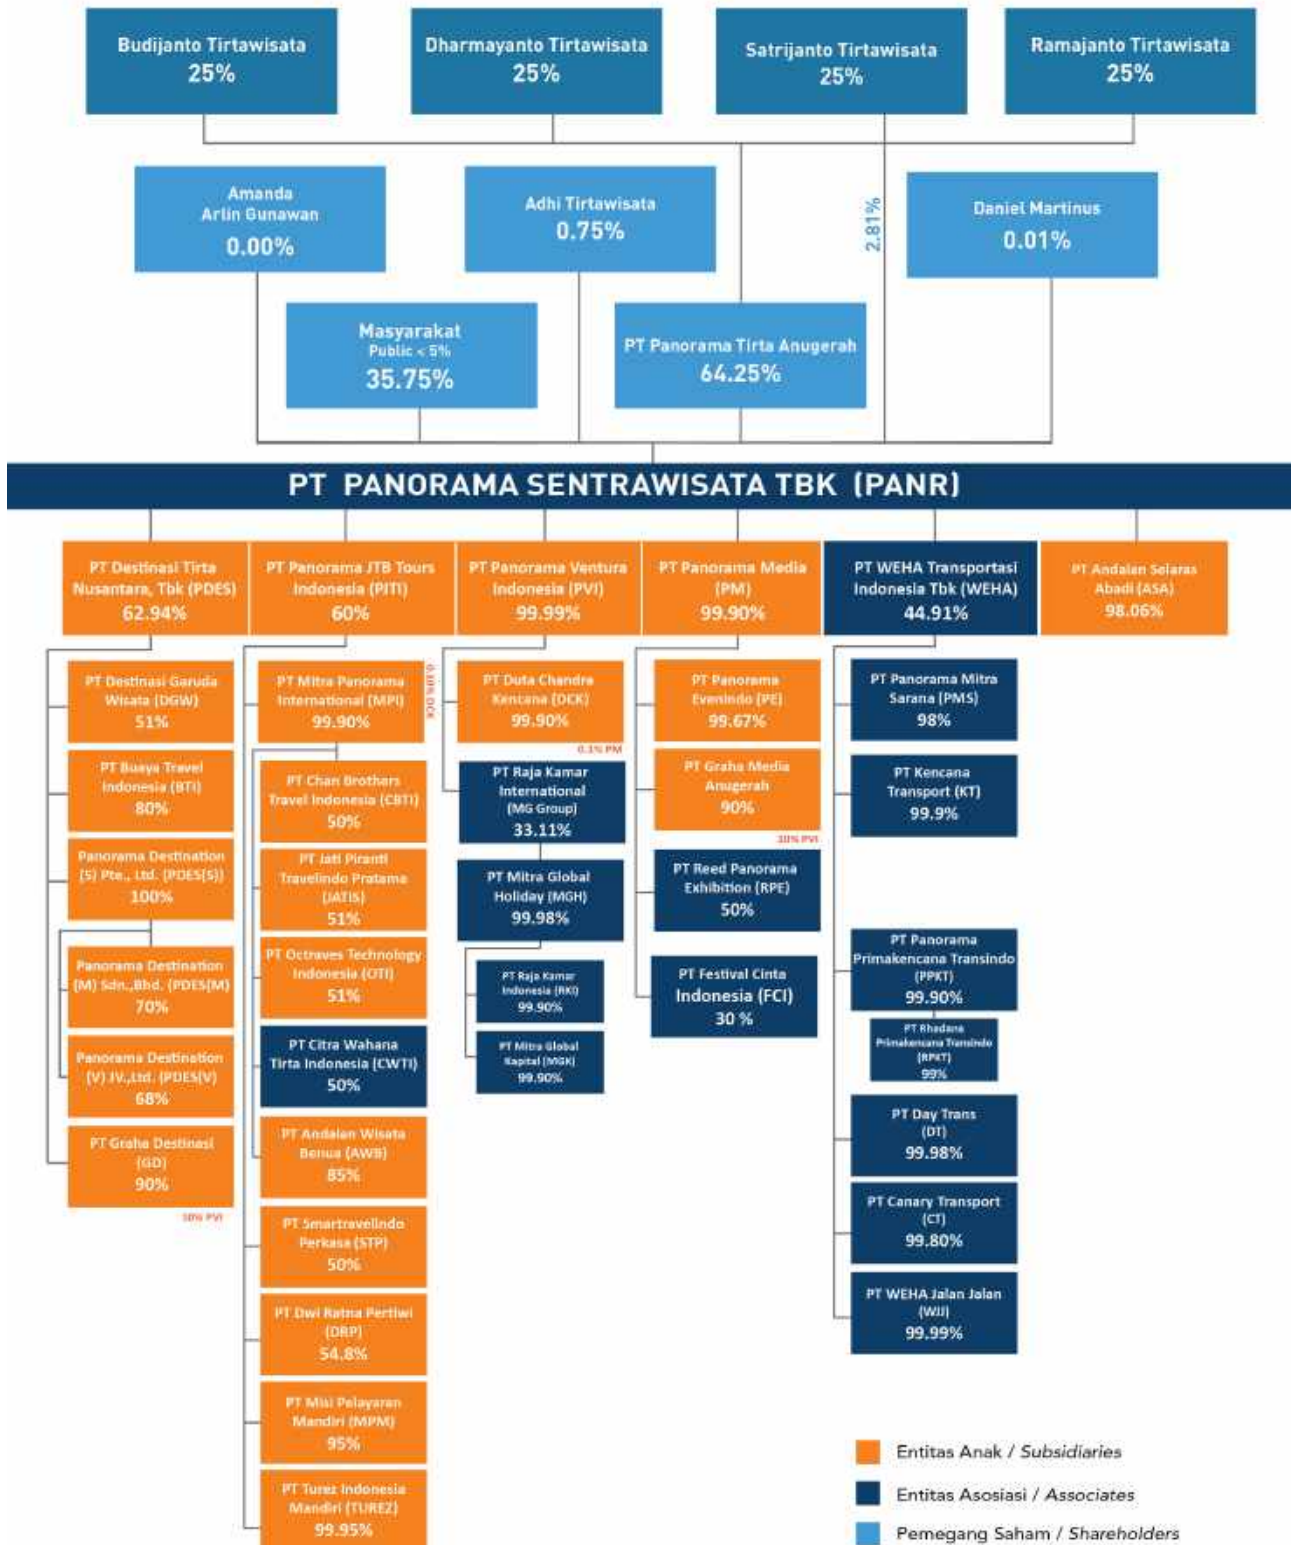 Budijanto Tirtawisata
25%
Dharmayanto Tirtawisata
25%
Satrijanto Tirtawisata
25%
Ramajanto Tirtawisata
25%
Amanda
Arlin Gunawan
0.00%
Adhi Tirtawisata
0.75%
2.81%
Daniel Martinus
0.01%
Masyarakat
Public < 5%
35.75%
PT Panorama Tirta Anugerah
64.25%
PT PANORAMA SENTRAWISATA TBK (PANR)
PT Destinasi Tirta
Nusantara, Tbk (PDES)
62.94%
PT Panorama JTB Tours
Indonesia (PJTI)
60%
PT Panorama Ventura
Indonesia (PVI)
99.99%
PT Panorama Media
(PM)
99.90%
PT WEHA Transportasi
Indonesia Tbk (WEHA)
44.91%
PT Andalan Selaras
Abadi (ASA)
98.06%
PT Destinasi Garuda
Wisata (DGW)
51%
PT Buaya Travel
Indonesia (BTI)
80%
Panorama Destination
(S) Pte., Ltd. (PDES(S))
100%
Panorama Destination
(M) Sdn.,Bhd. (PDES(M)
70%
Panorama Destination
(V) JV.,Ltd. (PDES(V)
68%
PT Graha Destinasi
(GD)
90%
10% PVI
PT Mitra Panorama
International (MPI)
99.90%
0.10% DCK
PT Chan Brothers
Travel Indonesia (CBTI)
50%
PT Jati Piranti
Travelindo Pratama
(JATIS)
51%
PT Octraves Technology
Indonesia (OTI)
51%
PT Citra Wahana
Tirta Indonesia (CWTI)
50%
PT Andalan Wisata
Benua (AWB)
85%
PT Smartravelindo
Perkasa (STP)
50%
PT Dwi Ratna Pertiwi
(DRP)
54.8%
PT Misi Pelayaran
Mandiri (MPM)
95%
PT Turez Indonesia
Mandiri (TUREZ)
99.95%
PT Duta Chandra
Kencana (DCK)
99.90%
0.1% PM
PT Raja Kamar
International
(MG Group)
33.11%
PT Mitra Global
Holiday (MGH)
99.98%
PT Raja Kamar
Indonesia (RKI)
99.90%
PT Mitra Global
Kapital (MGK)
99.90%
PT Panorama
Evenindo (PE)
99.67%
PT Graha Media
Anugerah
90%
10% PVI
PT Reed Panorama
Exhibition (RPE)
50%
PT Festival Cinta
Indonesia (FCI)
30 %
PT Panorama Mitra
Sarana (PMS)
98%
PT Kencana
Transport (KT)
99.9%
PT Panorama
Primakencana Transindo
(PPKT)
99.90%
PT Rhadana
Primakencana Transindo
(RPKT)
99%
PT Day Trans
(DT)
99.98%
PT Canary Transport
(CT)
99.80%
PT WEHA Jalan Jalan
(WJJ)
99.99%
Entitas Anak / Subsidiaries
Entitas Asosiasi / Associates
Pemegang Saham / Shareholders